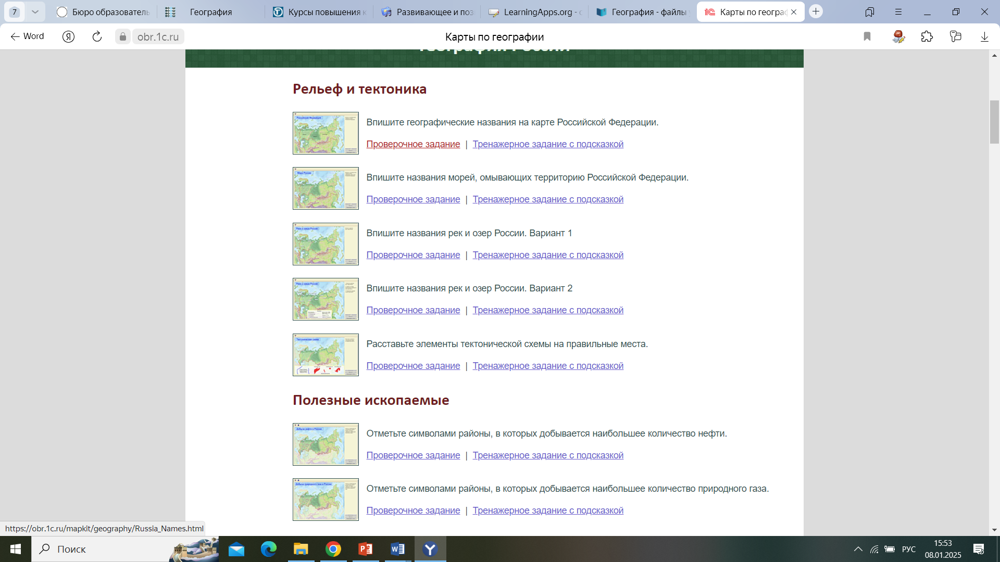 7
Бюро образователь
География
Курсы повышения к
Развивающее и поз
LearningApps.org - с
География - файлы
Карты по географ
Word
obr.1c.ru
Карты по географии
География России
Рельеф и тектоника
Впишите географические названия на карте Российской Федерации.
Проверочное задание | Тренажерное задание с подсказкой
Впишите названия морей, омывающих территорию Российской Федерации.
Проверочное задание | Тренажерное задание с подсказкой
Впишите названия рек и озер России. Вариант 1
Проверочное задание | Тренажерное задание с подсказкой
Впишите названия рек и озер России. Вариант 2
Проверочное задание | Тренажерное задание с подсказкой
Расставьте элементы тектонической схемы на правильные места.
Проверочное задание | Тренажерное задание с подсказкой
Полезные ископаемые
Отметьте символами районы, в которых добывается наибольшее количество нефти.
Проверочное задание | Тренажерное задание с подсказкой
Отметьте символами районы, в которых добывается наибольшее количество природного газа.
Проверочное задание | Тренажерное задание с подсказкой
https://obr.1c.ru/mapkit/geography/Russia_Names.html
Поиск
РУС
15:53
08.01.2025